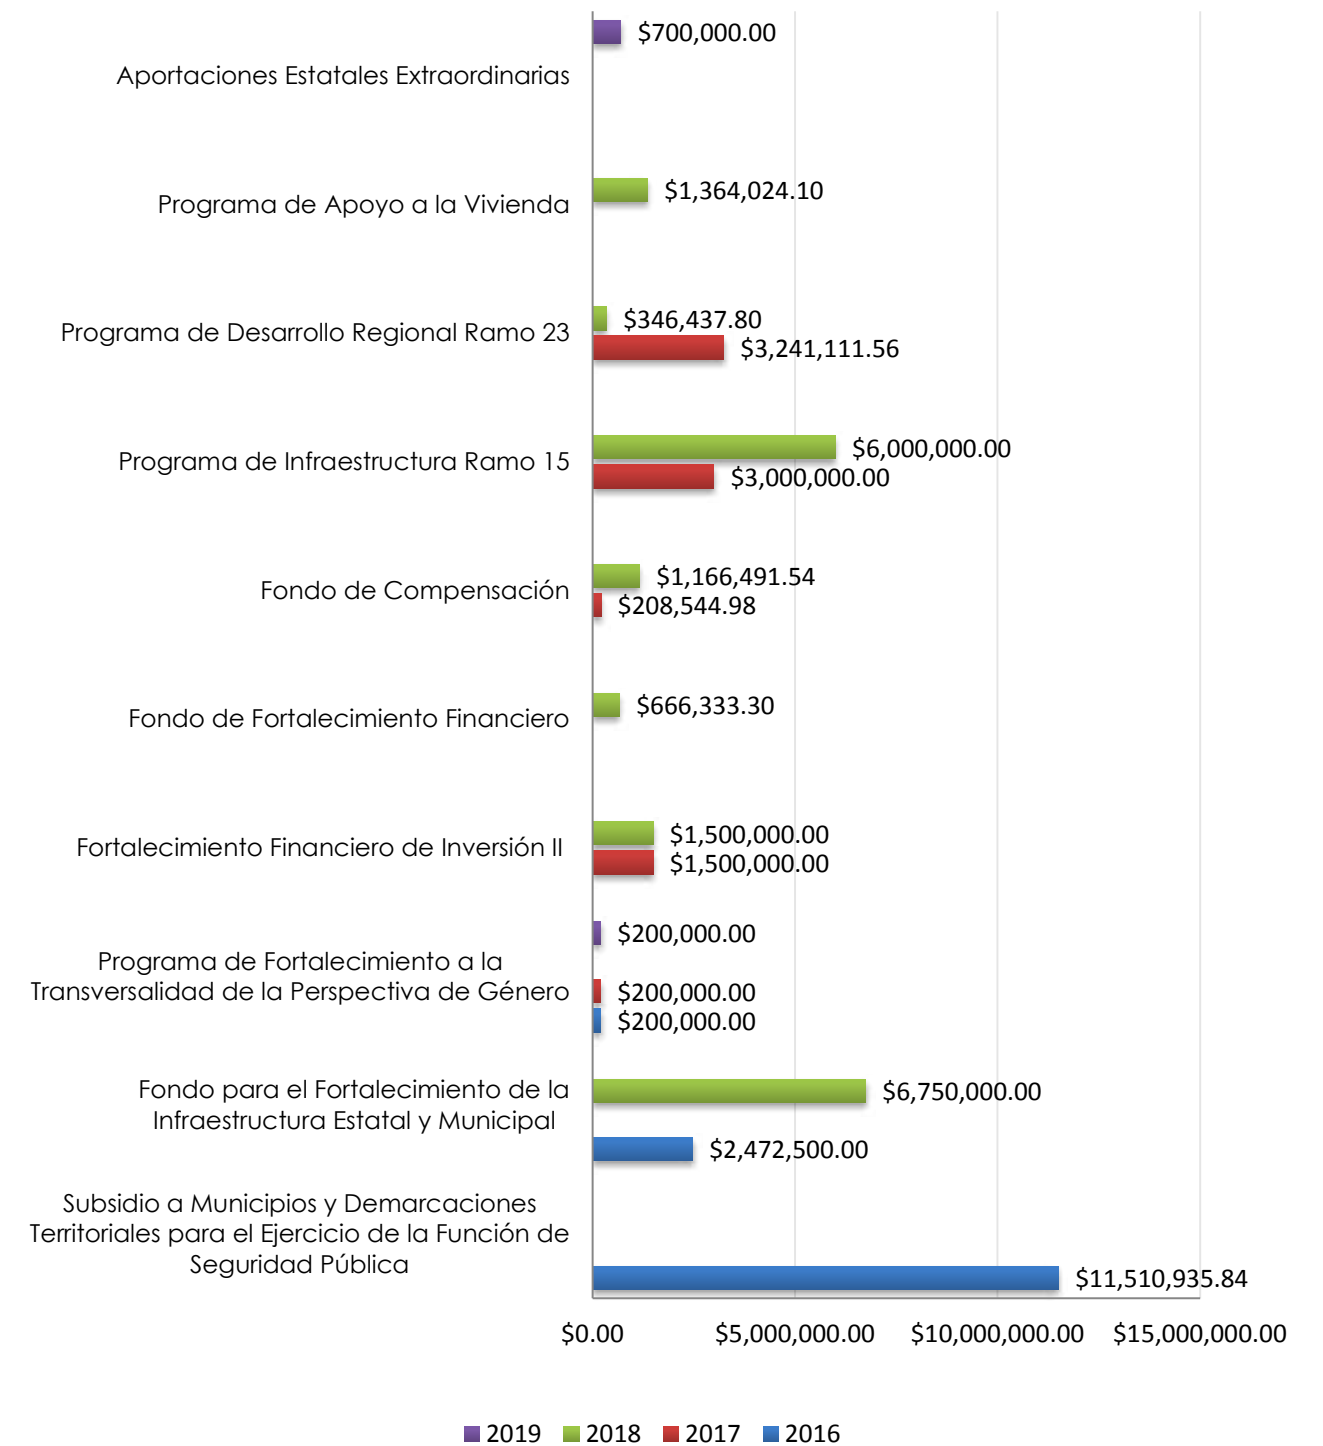 $700,000.00
Aportaciones Estatales Extraordinarias
$1,364,024.10
Programa de Apoyo a la Vivienda
$346,437.80
Programa de Desarrollo Regional Ramo 23
$3,241,111.56
$6,000,000.00
Programa de Infraestructura Ramo 15
$3,000,000.00
$1,166,491.54
Fondo de Compensación
$208,544.98
$666,333.30
Fondo de Fortalecimiento Financiero
$1,500,000.00
Fortalecimiento Financiero de Inversión II
$1,500,000.00
$200,000.00
Programa de Fortalecimiento a la
Transversalidad de la Perspectiva de Género
$200,000.00
$200,000.00
Fondo para el Fortalecimiento de la
Infraestructura Estatal y Municipal
$6,750,000.00
$2,472,500.00
Subsidio a Municipios y Demarcaciones
Territoriales para el Ejercicio de la Función de
Seguridad Pública
$11,510,935.84
$0.00 $5,000,000.00 $10,000,000.00 $15,000,000.00
2019 2018 2017 2016